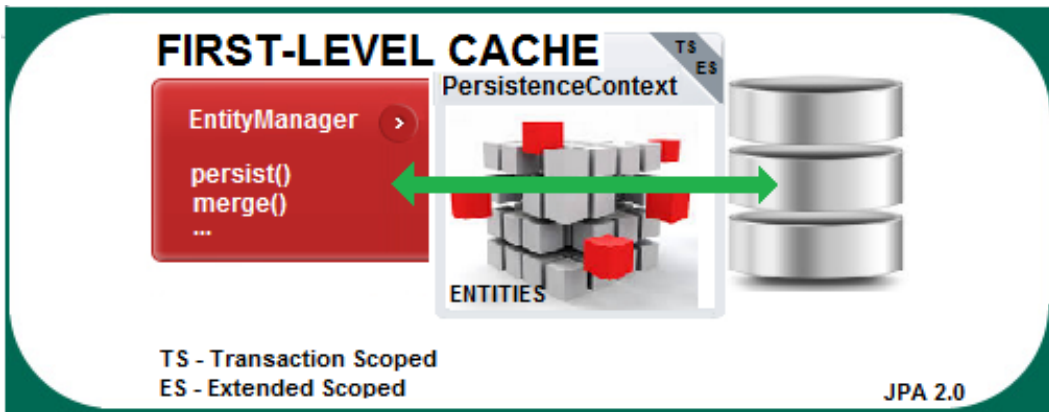 FIRST-LEVEL CACHE
TS
ES
PersistenceContext
EntityManager
persist()
merge()
...
ENTITIES
TS - Transaction Scoped
ES - Extended Scoped
JPA 2.0